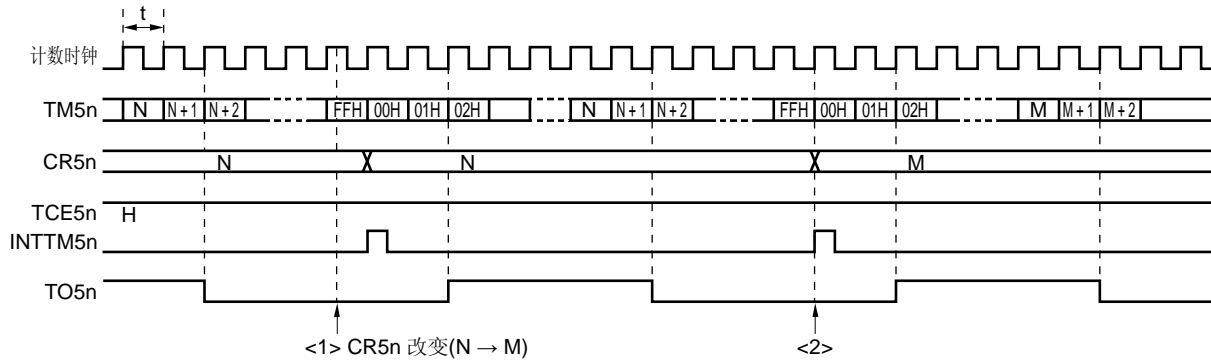 t
计数时钟
TM5n N N + 1 N + 2 FFH 00H 01H 02H N N + 1 N + 2 FFH 00H 01H 02H M M + 1 M + 2
CR5n N N M
TCE5n H
INTTM5n
TO5n
<1> CR5n 改变(N → M) <2>